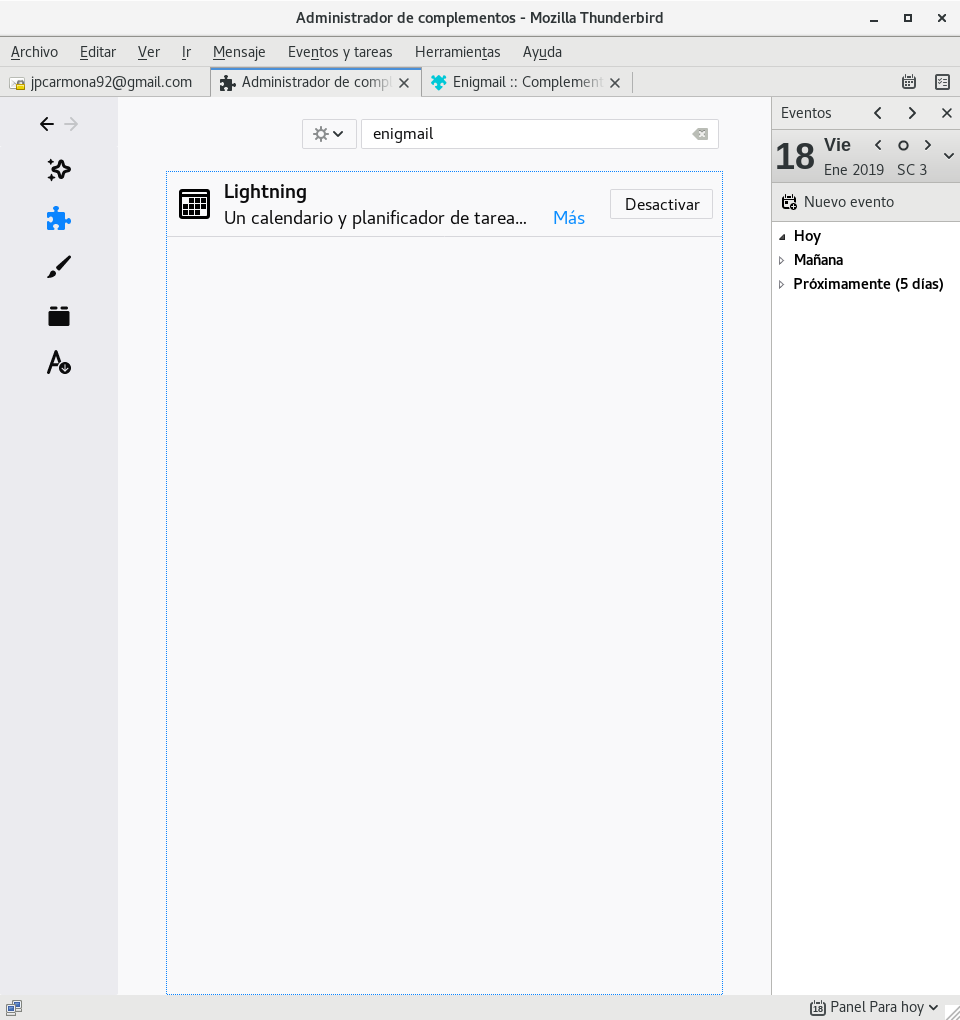 Administrador de complementos - Mozilla Thunderbird
Archivo Editar Ver Ir Mensaje Eventos y tareas Herramientas Ayuda
jpcarmona92@gmail.com Administrador de compl Enigmail :: Complement
enigmail
Lightning
Un calendario y planificador de tarea... Más
Desactivar
Eventos
18 Vie
Ene 2019 SC 3
Nuevo evento
Hoy
Mañana
Próximamente (5 días)
18 Panel Para hoy